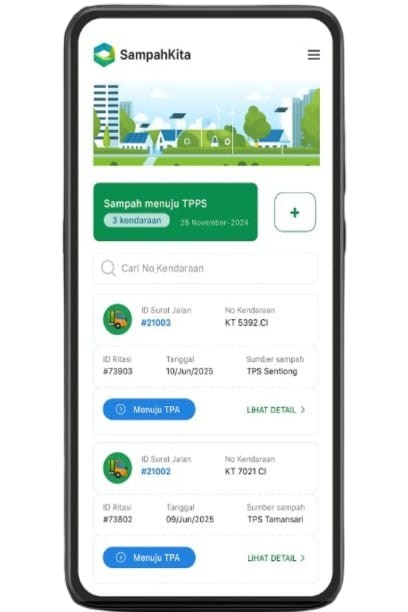 SampahKita
Sampah menuju TPPS
3 kendaraan
25 November-2024
+
Cari No,Kendaraan
ID Surat Jalan
No Kendaraan
#21003
KT 5392.CI
ID Ritasi
Tanggal
Sumber sampah
#73903
10/Jun/2025
TPS Sentiong
Menuju TPA
LIHAT DETAIL >
ID Surat Jalan
No Kendaraan
#21002
KT 7021 CI
ID Ritasi
Tanggal
Sumber sampah
#73802
09/Jun/2025
TPS Tamansari
Menuju TPA
LIHAT DETAIL >